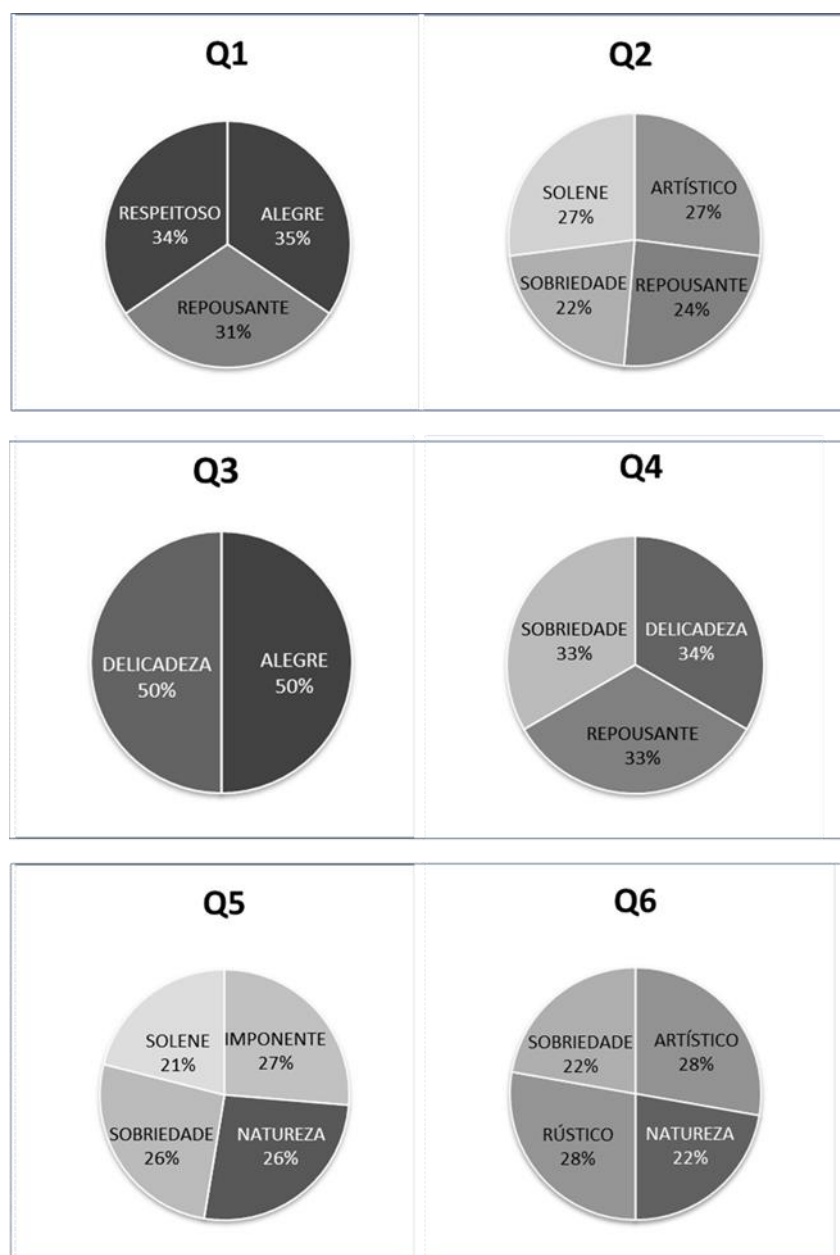 Q1
RESPEITOSO
34%
ALEGRE
35%
REPOUSANTE
31%
Q2
SOLENE
27%
ARTÍSTICO
27%
SOBRIEDADE
22%
REPOUSANTE
24%
Q3
DELICADEZA
50%
ALEGRE
50%
Q4
SOBRIEDADE
33%
DELICADEZA
34%
REPOUSANTE
33%
Q5
SOLENE
21%
IMPONENTE
27%
SOBRIEDADE
26%
NATUREZA
26%
Q6
SOBRIEDADE
22%
ARTÍSTICO
28%
RÚSTICO
28%
NATUREZA
22%